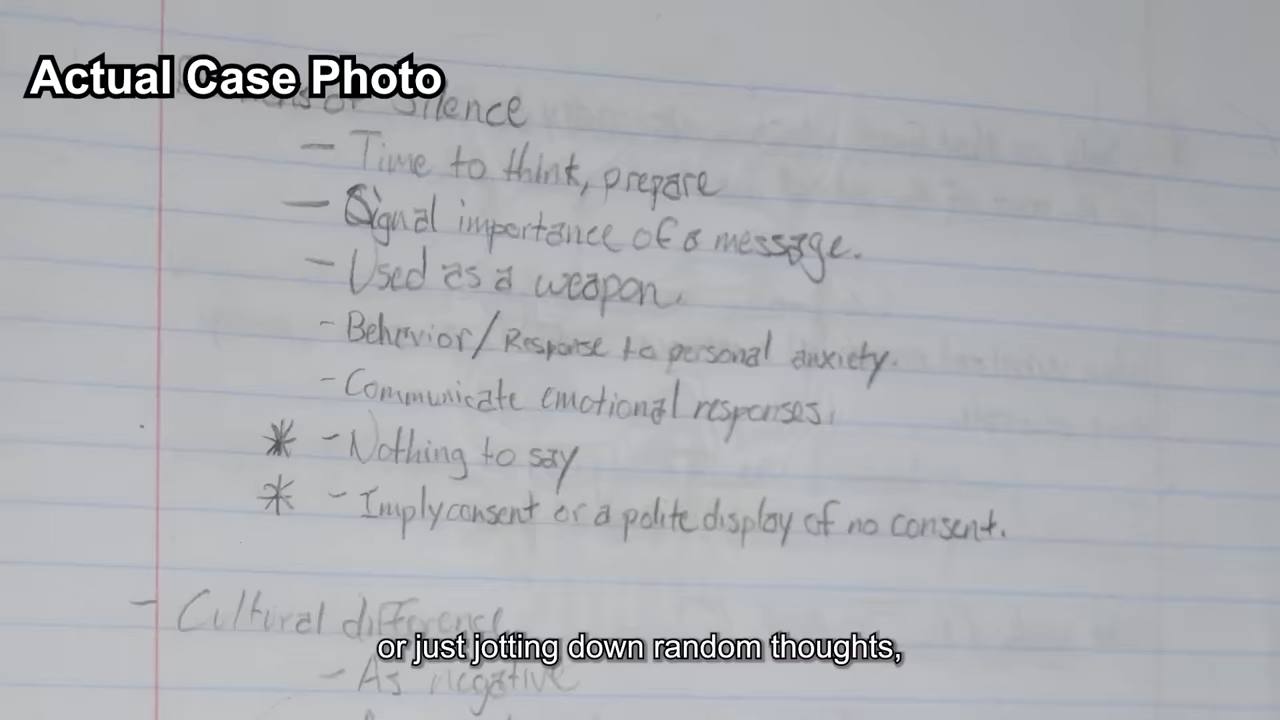 Actual Case Photo
of Silence
— Time to think, prepare
— Signal importance of a message.
— Used as a weapon.
- Behavior/Response to personal anxiety.
- Communicate emotional responses.
* - Nothing to say
* - Imply consent or a polite display of no consent.
- Cultural difference
or just jotting down random thoughts,
- As negative